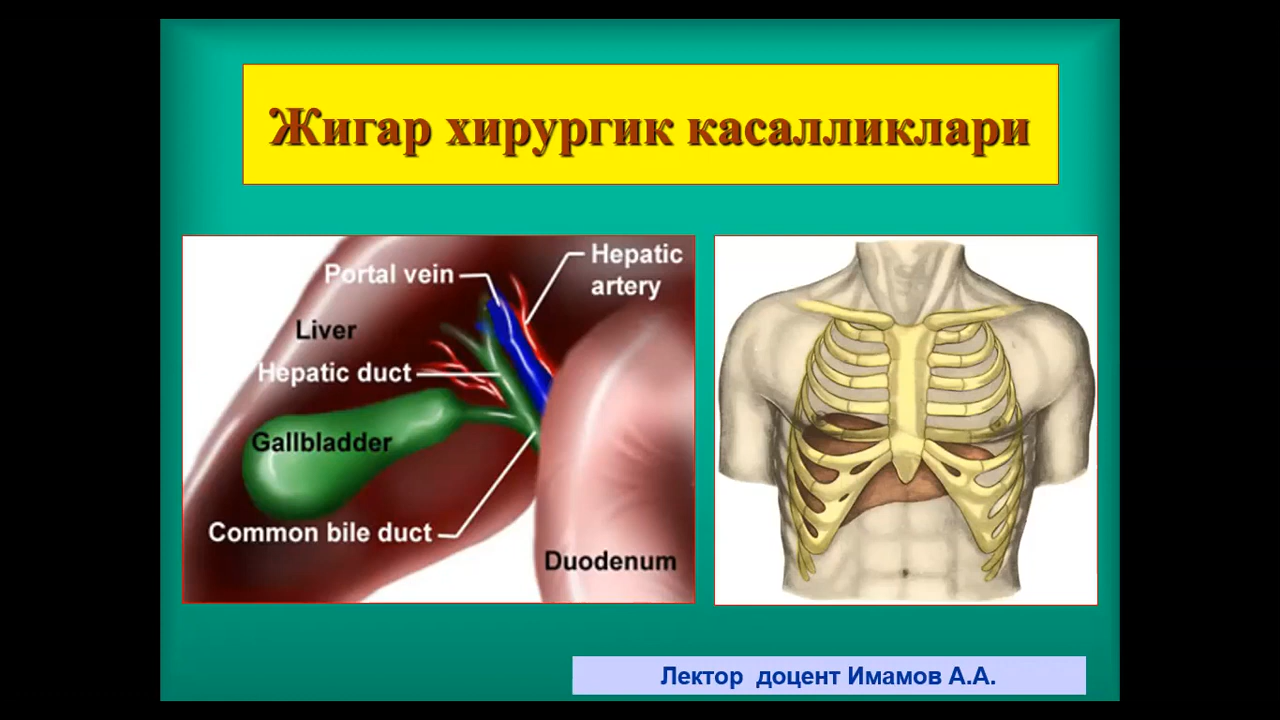 Жигар хирургик касалликлари
Portal vein
Hepatic
artery
Liver
Hepatic duct
Gallbladder
Common bile duct
Duodenum
Лектор доцент Имамов А.А.